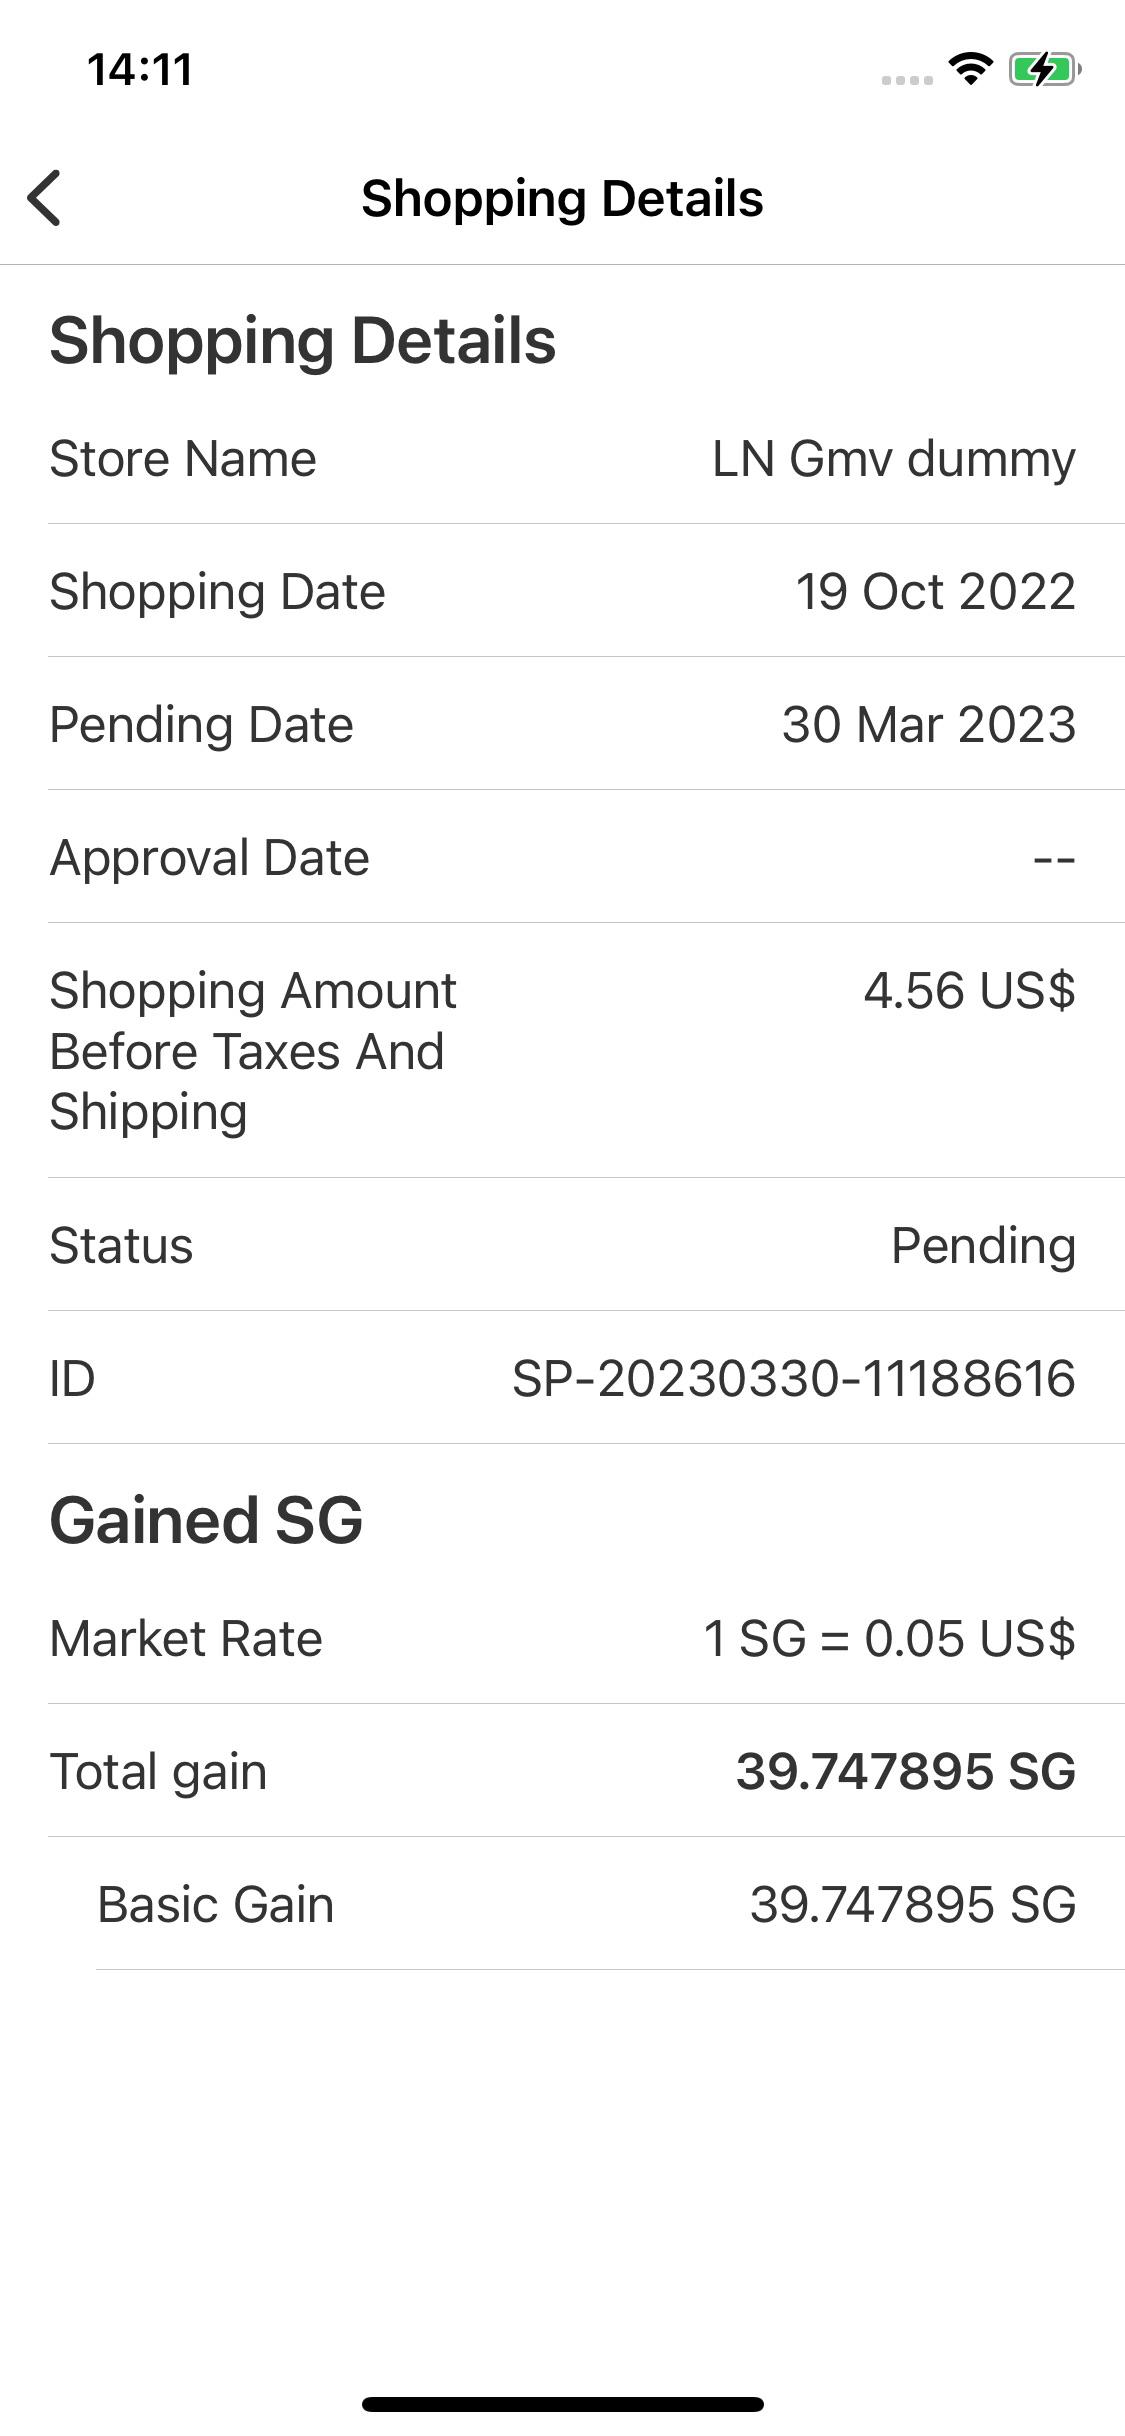 14:11
Shopping Details
Shopping Details
Store Name LN Gmv dummy
Shopping Date 19 Oct 2022
Pending Date 30 Mar 2023
Approval Date --
Shopping Amount 4.56 US$
Before Taxes And
Shipping
Status Pending
ID SP-20230330-11188616
Gained SG
Market Rate 1 SG = 0.05 US$
Total gain 39.747895 SG
Basic Gain 39.747895 SG